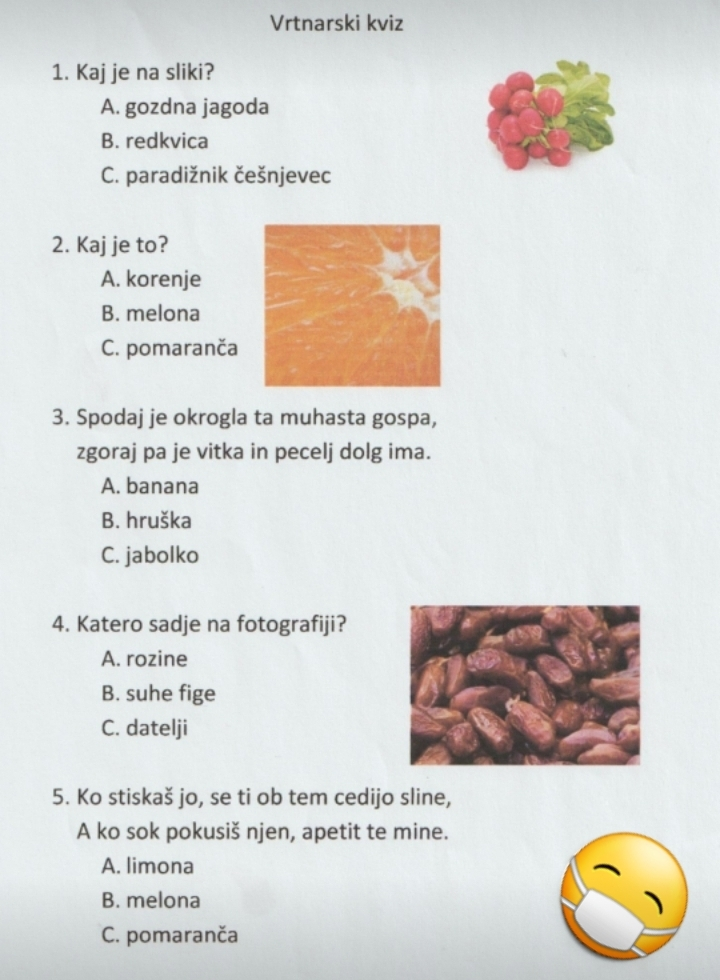 Vrtnarski kviz
1. Kaj je na sliki?
A. gozdna jagoda
B. redkvica
C. paradižnik češnjevec
2. Kaj je to?
A. korenje
B. melona
C. pomaranča
3. Spodaj je okrogla ta muhasta gospa,
zgoraj pa je vitka in pecelj dolg ima.
A. banana
B. hruška
C. jabolko
4. Katero sadje na fotografiji?
A. rozine
B. suhe fige
C. datelji
5. Ko stiskaš jo, se ti ob tem cedijo sline,
A ko sok pokusiš njen, apetit te mine.
A. limona
B. melona
C. pomaranča